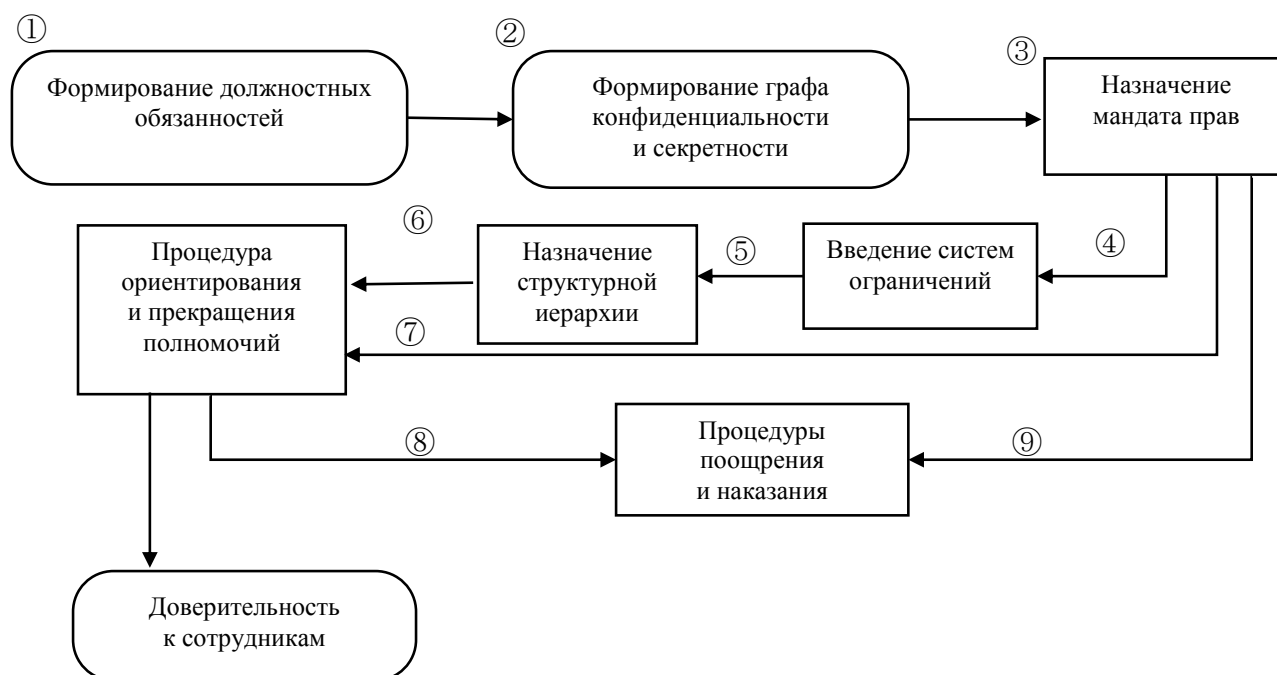 ①
Формирование должностных
обязанностей
②
Формирование графа
конфиденциальности
и секретности
③
Назначение
мандата прав
④
Введение систем
ограничений
⑤
Назначение
структурной
иерархии
⑥
Процедура
ориентирования
и прекращения
полномочий
⑦
⑧
Процедуры
поощрения
и наказания
⑨
Доверительность
к сотрудникам